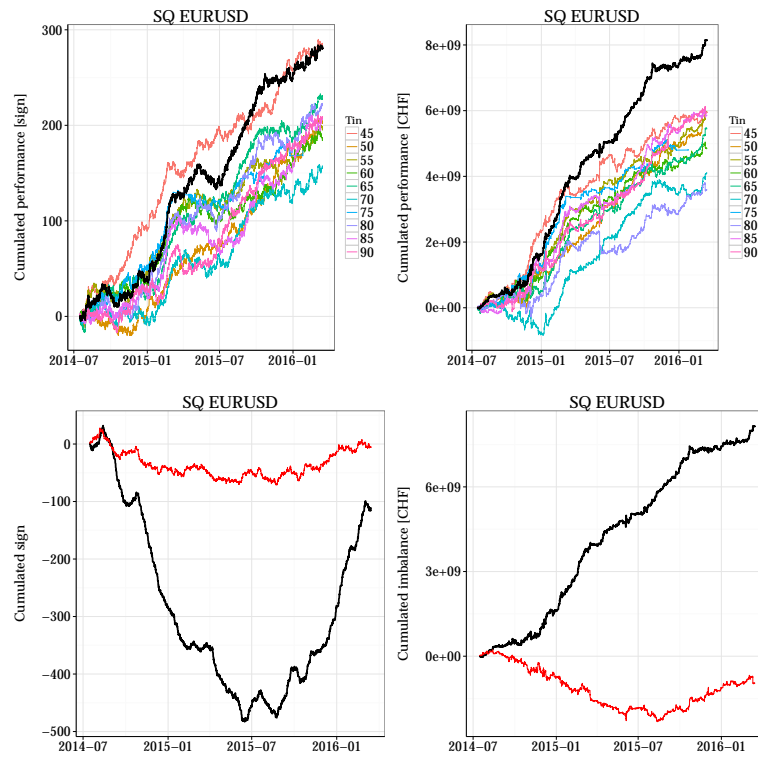 SQ EURUSD
Cumulated performance [sign]
300
200
100
0
2014−07
2015−01
2015−07
2016−01
Tin
45
50
55
60
65
70
75
80
85
90
SQ EURUSD
Cumulated performance [CHF]
8e+09
6e+09
4e+09
2e+09
0e+00
2014−07
2015−01
2015−07
2016−01
Tin
45
50
55
60
65
70
75
80
85
90
SQ EURUSD
Cumulated sign
0
−100
−200
−300
−400
−500
2014−07
2015−01
2015−07
2016−01
SQ EURUSD
Cumulated imbalance [CHF]
6e+09
3e+09
0e+00
2014−07
2015−01
2015−07
2016−01